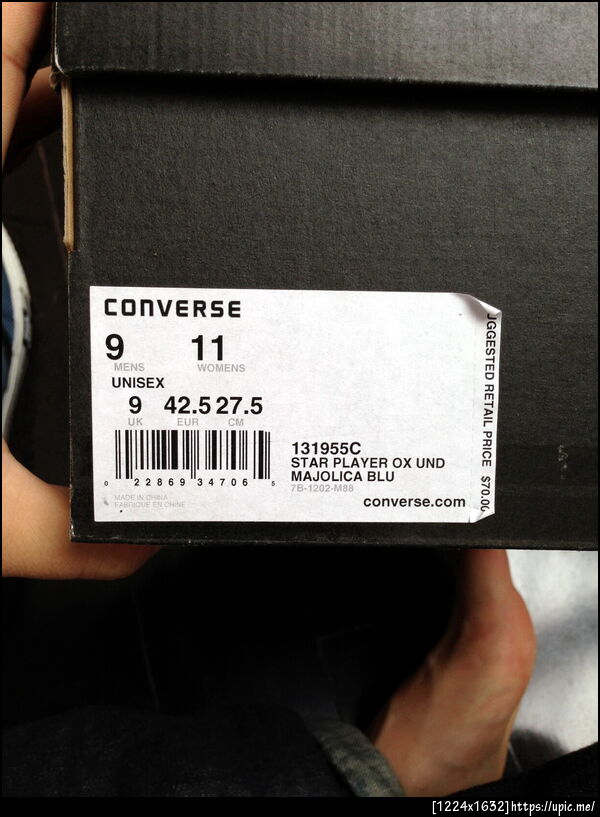 CONVERSE
9 11
MENS WOMENS
UNISEX
9 42.5 27.5
UK EUR CM
0 22869 34706 5
MADE IN CHINA
FABRIQUE EN CHINE
131955C
STAR PLAYER OX UND
MAJOLICA BLU
7B-1202-M88
converse.com
UGGESTED RETAIL PRICE $70.00
[1224x1632]https://upic.me/